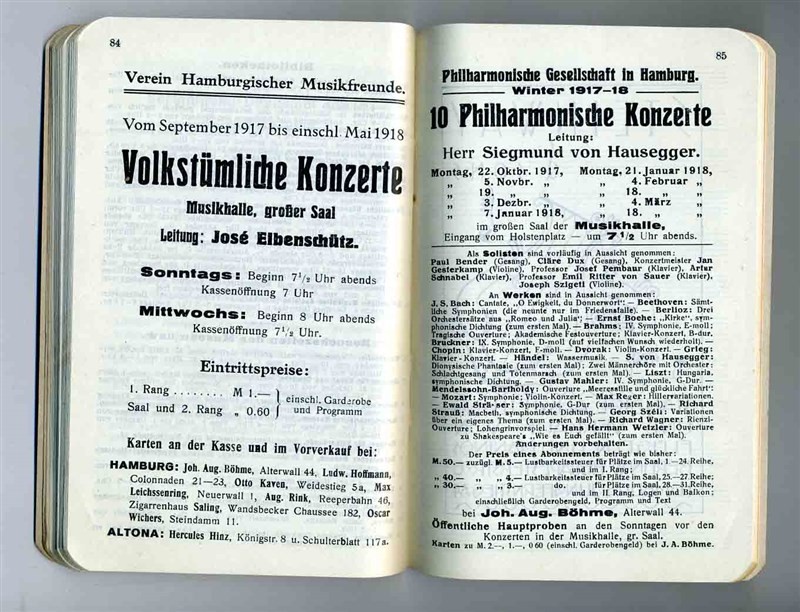 84
Verein Hamburgischer Musikfreunde.
Vom September 1917 bis einschl. Mai 1918
Volkstümliche Konzerte
Musikhalle, großer Saal
Leitung: José Eibenschütz.
Sonntags: Beginn 7 1/2 Uhr abends
Kassenöffnung 7 Uhr
Mittwochs: Beginn 8 Uhr abends
Kassenöffnung 7 1/2 Uhr.
Eintrittspreise:
1. Rang ........ M 1.—
Saal und 2. Rang „ 0.60
} einschl. Garderobe
und Programm
Karten an der Kasse und im Vorverkauf bei:
HAMBURG: Joh. Aug. Böhme, Alterwall 44, Ludw. Hoffmann,
Colonnaden 21—23, Otto Kaven, Weidestieg 5a, Max
Leichssenring, Neuerwall 1, Aug. Rink, Reeperbahn 46,
Zigarrenhaus Saling, Wandsbecker Chaussee 182, Oscar
Wichers, Steindamm 11.
ALTONA: Hercules Hinz, Königstr. 8 u. Schulterblatt 117a.
85
Philharmonische Gesellschaft in Hamburg.
Winter 1917–18
10 Philharmonische Konzerte
Leitung:
Herr Siegmund von Hausegger.
Montag, 22. Oktbr. 1917, Montag, 21. Januar 1918,
„ 5. Novbr. „ „ 4. Februar „
„ 19. „ „ „ 18. „ „
„ 3. Dezbr. „ „ 4. März „
„ 7. Januar 1918, „ 18. „ „
im großen Saal der Musikhalle,
Eingang vom Holstenplatz — um 7 1/2 Uhr abends.
Als Solisten sind vorläufig in Aussicht genommen:
Paul Bender (Gesang), Cläre Dux (Gesang), Konzertmeister Jan
Gesterkamp (Violine), Professor Josef Pembaur (Klavier), Artur
Schnabel (Klavier), Professor Emil Ritter von Sauer (Klavier),
Joseph Szigeti (Violine).
An Werken sind in Aussicht genommen:
J. S. Bach: Cantate, „O Ewigkeit, du Donnerwort“. — Beethoven: Sämt-
liche Symphonien (die neunte nur im Friedensfalle). — Berlioz: Drei
Orchestersätze aus „Romeo und Julia“; — Ernst Boehe: „Kirke“, sym-
phonische Dichtung (zum ersten Mal). — Brahms: IV. Symphonie, E-moll;
Tragische Ouverture; Akademische Festouverture; Klavier-Konzert, B-dur.
Bruckner: IX. Symphonie, D-moll (auf vielfachen Wunsch wiederholt). —
Chopin: Klavier-Konzert, F-moll. — Dvorak: Violin-Konzert. — Grieg:
Klavier-Konzert. — Händel: Wassermusik. — S. von Hausegger:
Dionysische Phantasie (zum ersten Mal); Zwei Männerchöre mit Orchester:
Schlachtgesang und Totenmarsch (zum ersten Mal). — Liszt: Hungaria,
symphonische Dichtung. — Gustav Mahler: IV. Symphonie, G-Dur. —
Mendelssohn-Bartholdy: Ouverture „Meeresstille und glückliche Fahrt“:
— Mozart: Symphonie; Violin-Konzert. — Max Reger: Hillervariationen.
— Ewald Sträßer: Symphonie, G-Dur (zum ersten Mal). — Richard
Strauß: Macbeth, symphonische Dichtung. — Georg Széll: Variationen
über ein eigenes Thema (zum ersten Mal). — Richard Wagner: Rienzi-
Ouverture; Lohengrinvorspiel. — Hans Hermann Wetzler: Ouverture
zu Shakespeare's „Wie es Euch gefällt“ (zum ersten Mal).
Änderungen vorbehalten.
Der Preis eines Abonnements beträgt wie bisher:
M. 50.— zuzügl. M. 5.— Lustbarkeitssteuer für Plätze im Saal, 1.—24. Reihe,
und im I. Rang;
„ 40.— „ „ 4.— Lustbarkeitssteuer für Plätze im Saal, 25.—27. Reihe;
„ 30.— „ „ 3.— do. für Plätze im Saal, 28.—31. Reihe,
und im II Rang, Logen und Balkon;
einschließlich Garderobengeld, Programm und Text
bei Joh. Aug. Böhme, Alterwall 44.
Öffentliche Hauptproben an den Sonntagen vor den
Konzerten in der Musikhalle, gr. Saal.
Karten zu M. 2.—, 1.—, 0 60 (einschl. Garderobengeld) bei J. A. Böhme.